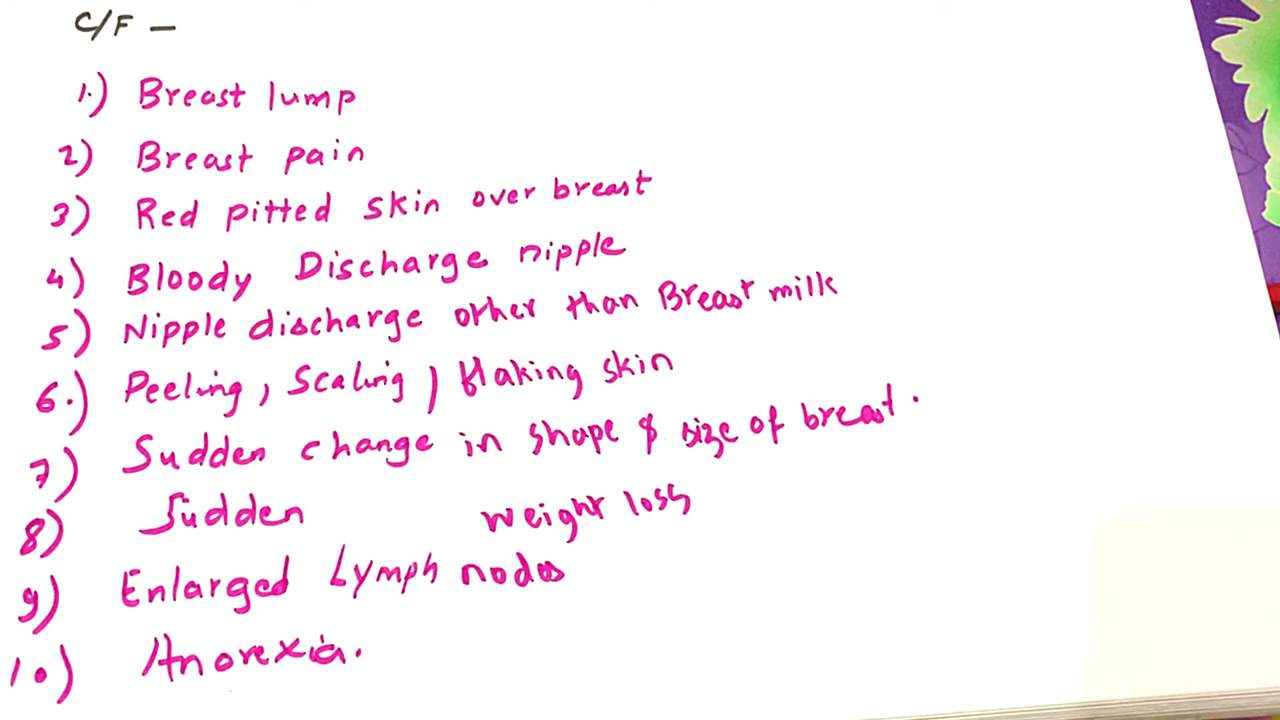 C/F –
1.) Breast lump
2) Breast pain
3) Red pitted skin over breast
4) Bloody Discharge nipple
5) Nipple discharge other than Breast milk
6.) Peeling, Scaling, flaking skin
7) Sudden change in shape & size of breast.
8) Sudden weight loss
9) Enlarged Lymph nodes
10) Anorexia.